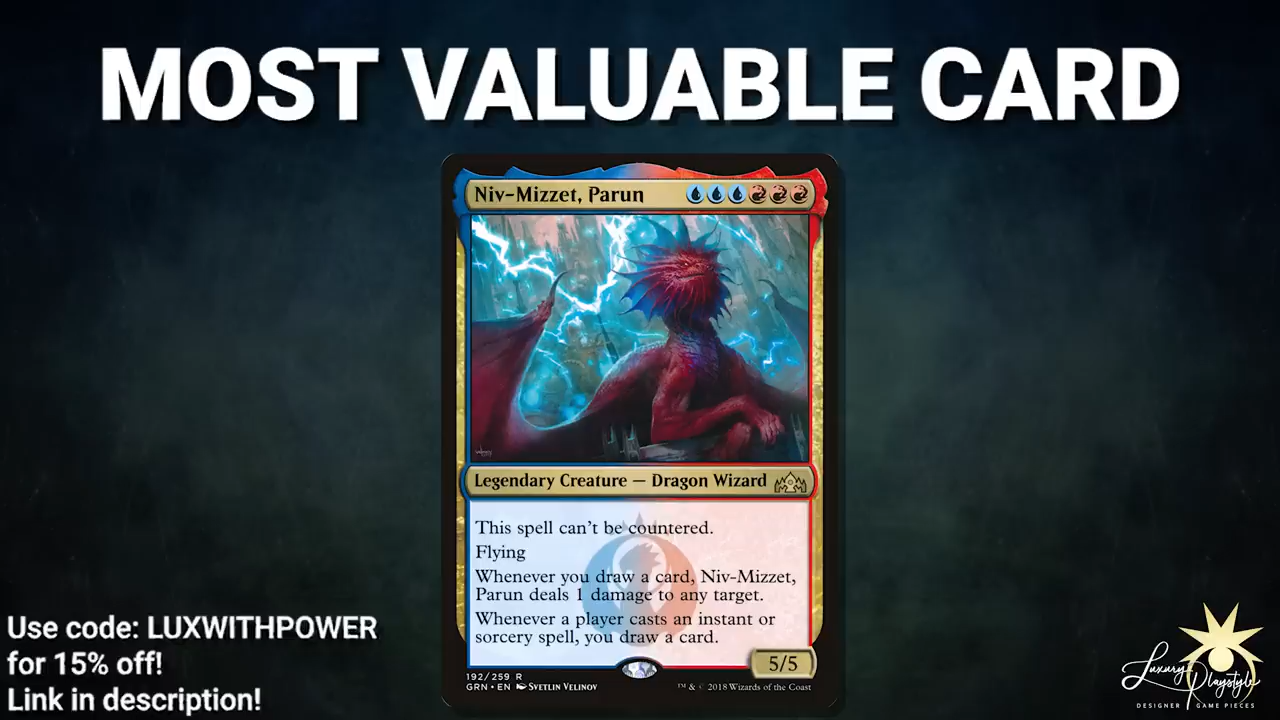 MOST VALUABLE CARD
Niv-Mizzet, Parun
Legendary Creature — Dragon Wizard
This spell can't be countered.
Flying
Whenever you draw a card, Niv-Mizzet,
Parun deals 1 damage to any target.
Whenever a player casts an instant or
sorcery spell, you draw a card.
5/5
192/259 R
GRN • EN Svetlin Velinov
™ & © 2018 Wizards of the Coast
Use code: LUXWITHPOWER
for 15% off!
Link in description!
Luxury
Playstyle
DESIGNER GAME PIECES